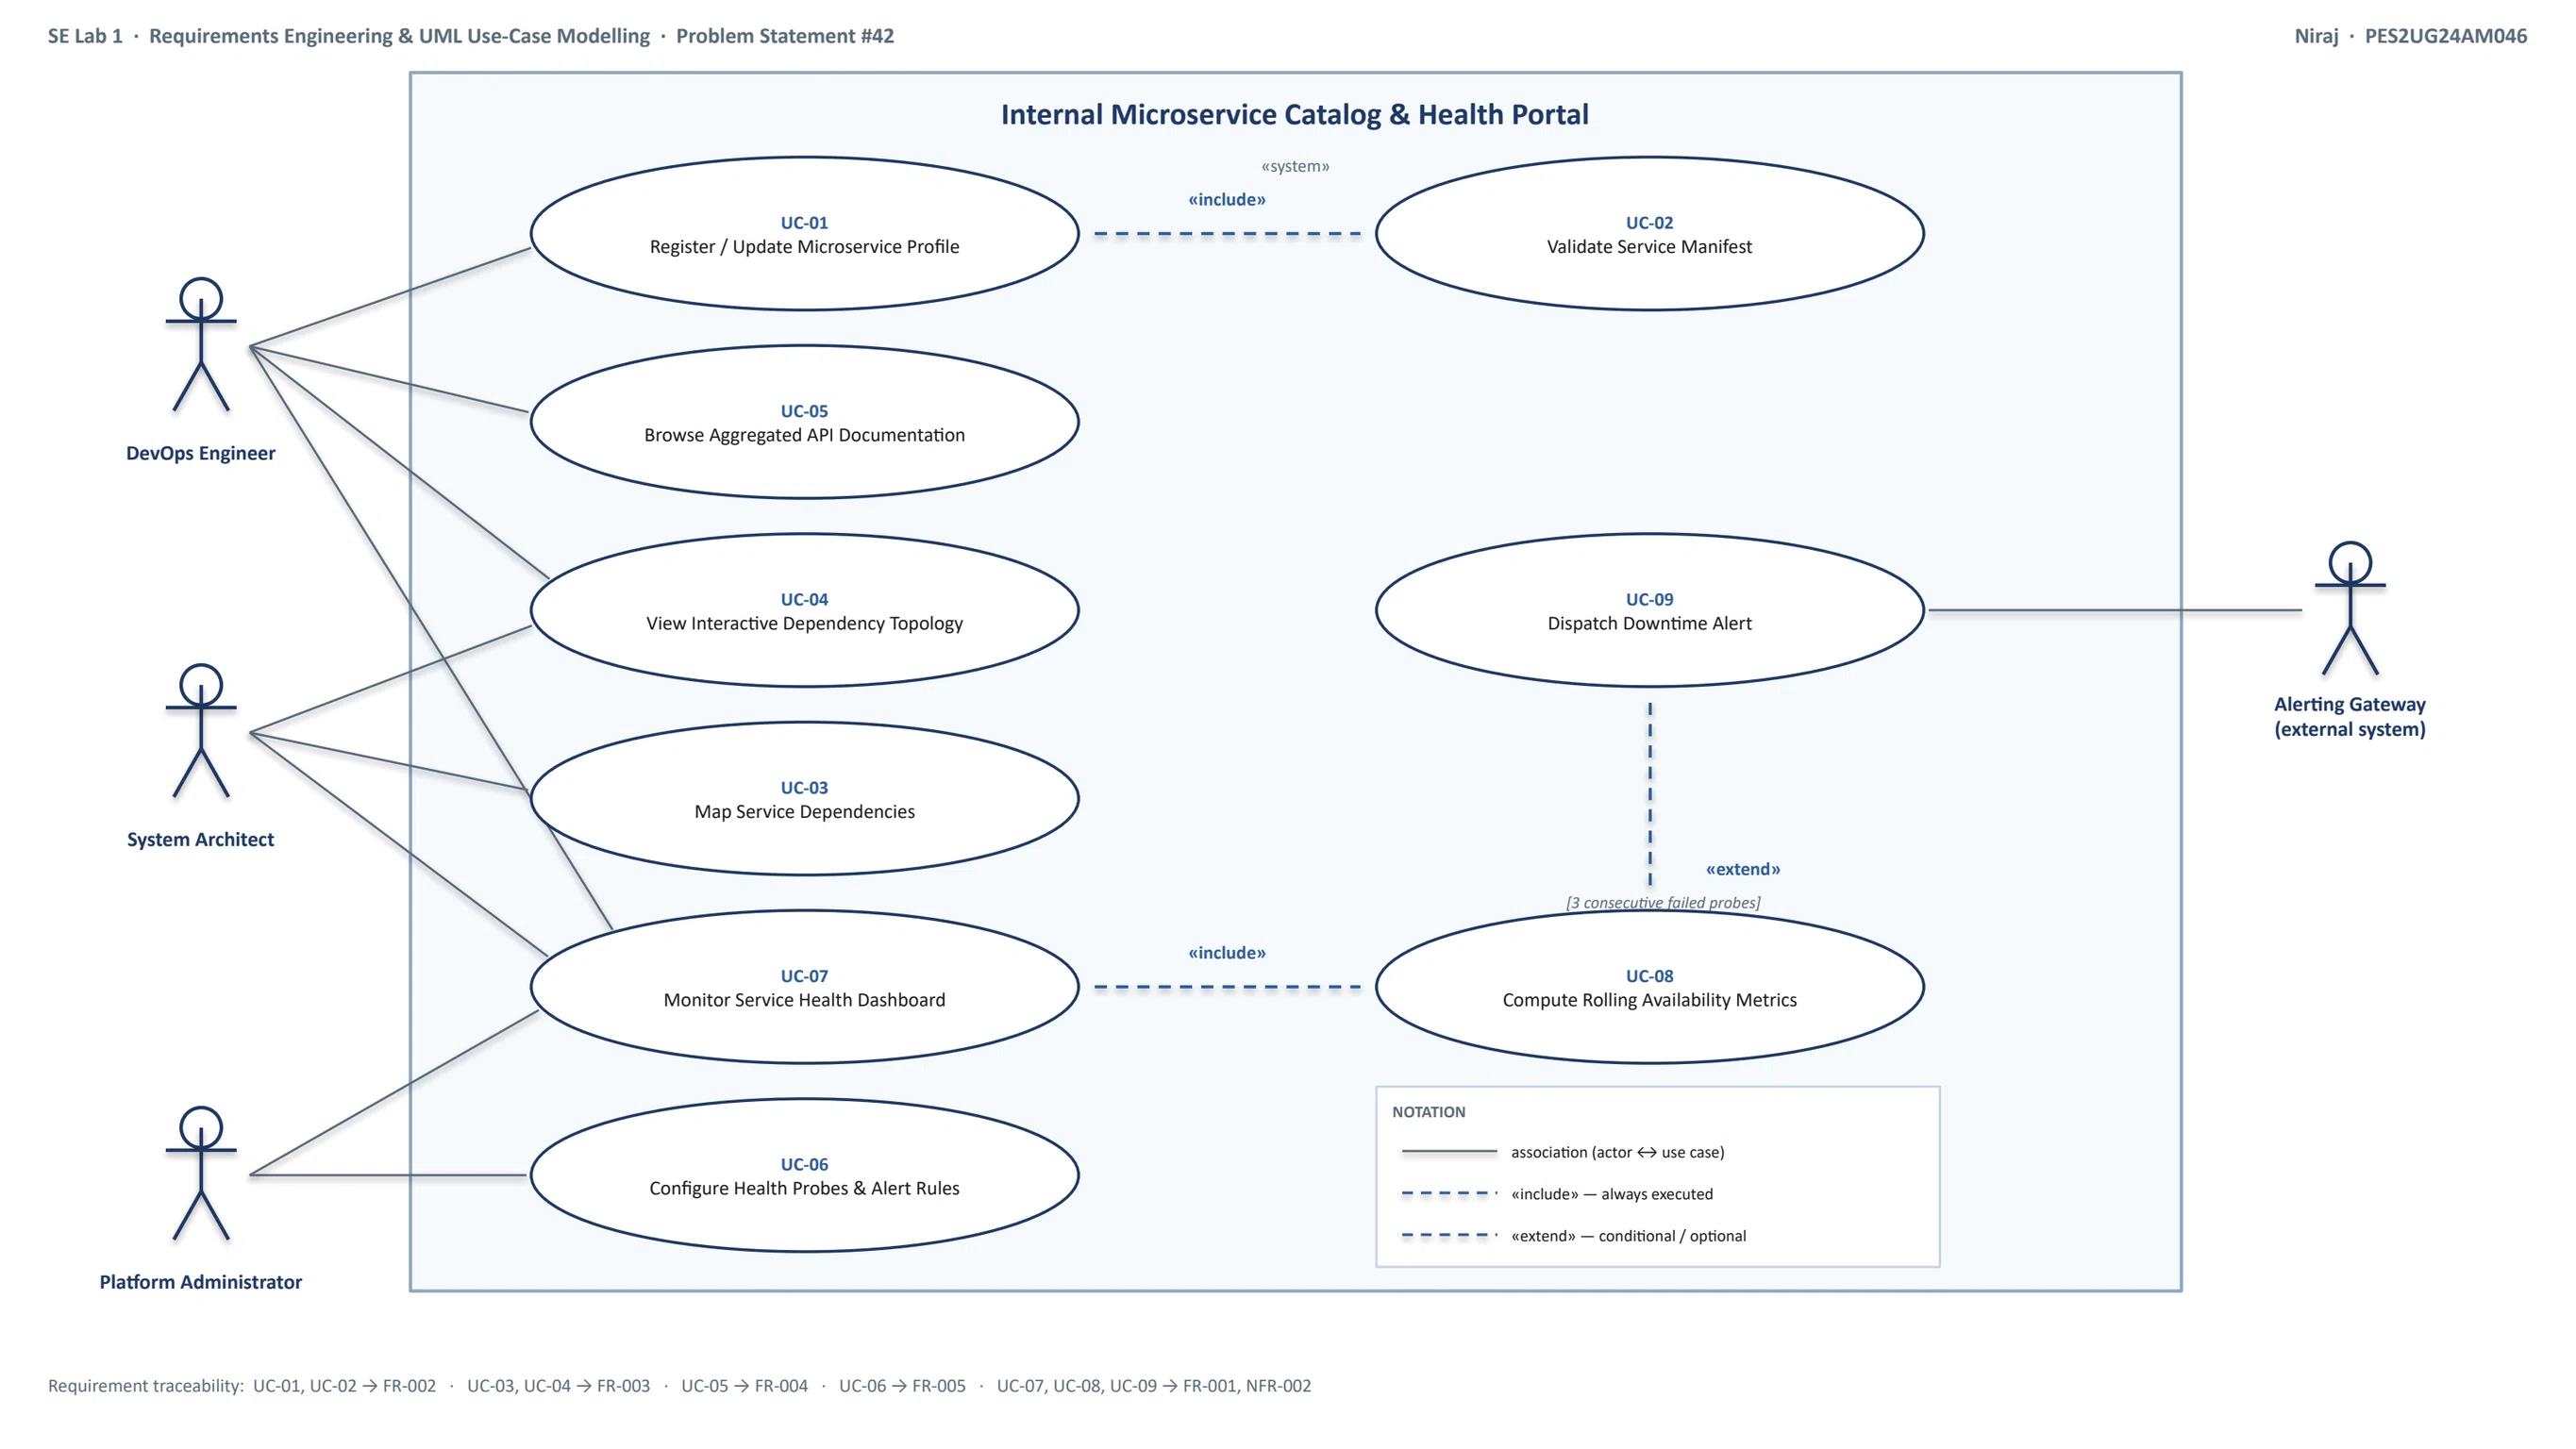 SE Lab 1 · Requirements Engineering & UML Use-Case Modelling · Problem Statement #42
Niraj · PES2UG24AM046
Internal Microservice Catalog & Health Portal
«system»
«include»
UC-01
Register / Update Microservice Profile
UC-02
Validate Service Manifest
UC-05
Browse Aggregated API Documentation
DevOps Engineer
UC-04
View Interactive Dependency Topology
UC-09
Dispatch Downtime Alert
Alerting Gateway
(external system)
UC-03
Map Service Dependencies
System Architect
«extend»
[3 consecutive failed probes]
«include»
UC-07
Monitor Service Health Dashboard
UC-08
Compute Rolling Availability Metrics
UC-06
Configure Health Probes & Alert Rules
Platform Administrator
NOTATION
association (actor ↔ use case)
«include» — always executed
«extend» — conditional / optional
Requirement traceability: UC-01, UC-02 → FR-002 · UC-03, UC-04 → FR-003 · UC-05 → FR-004 · UC-06 → FR-005 · UC-07, UC-08, UC-09 → FR-001, NFR-002